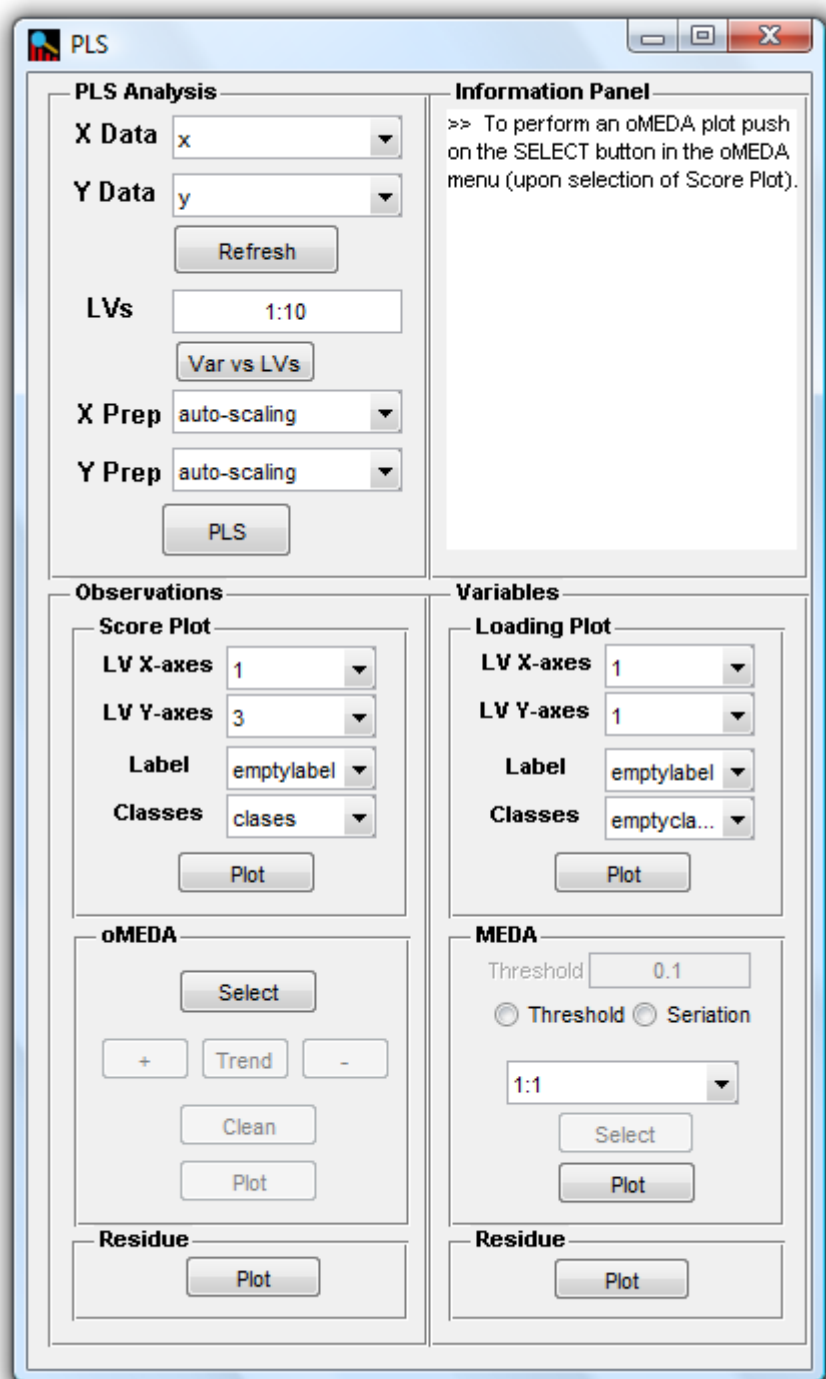 PLS
PLS Analysis
X Data x
Y Data y
Refresh
LVs 1:10
Var vs LVs
X Prep auto-scaling
Y Prep auto-scaling
PLS
Information Panel
>> To perform an oMEDA plot push
on the SELECT button in the oMEDA
menu (upon selection of Score Plot).
Observations
Score Plot
LV X-axes 1
LV Y-axes 3
Label emptylabel
Classes clases
Plot
oMEDA
Select
+ Trend -
Clean
Plot
Residue
Plot
Variables
Loading Plot
LV X-axes 1
LV Y-axes 1
Label emptylabel
Classes emptycla...
Plot
MEDA
Threshold 0.1
Threshold Seriation
1:1
Select
Plot
Residue
Plot